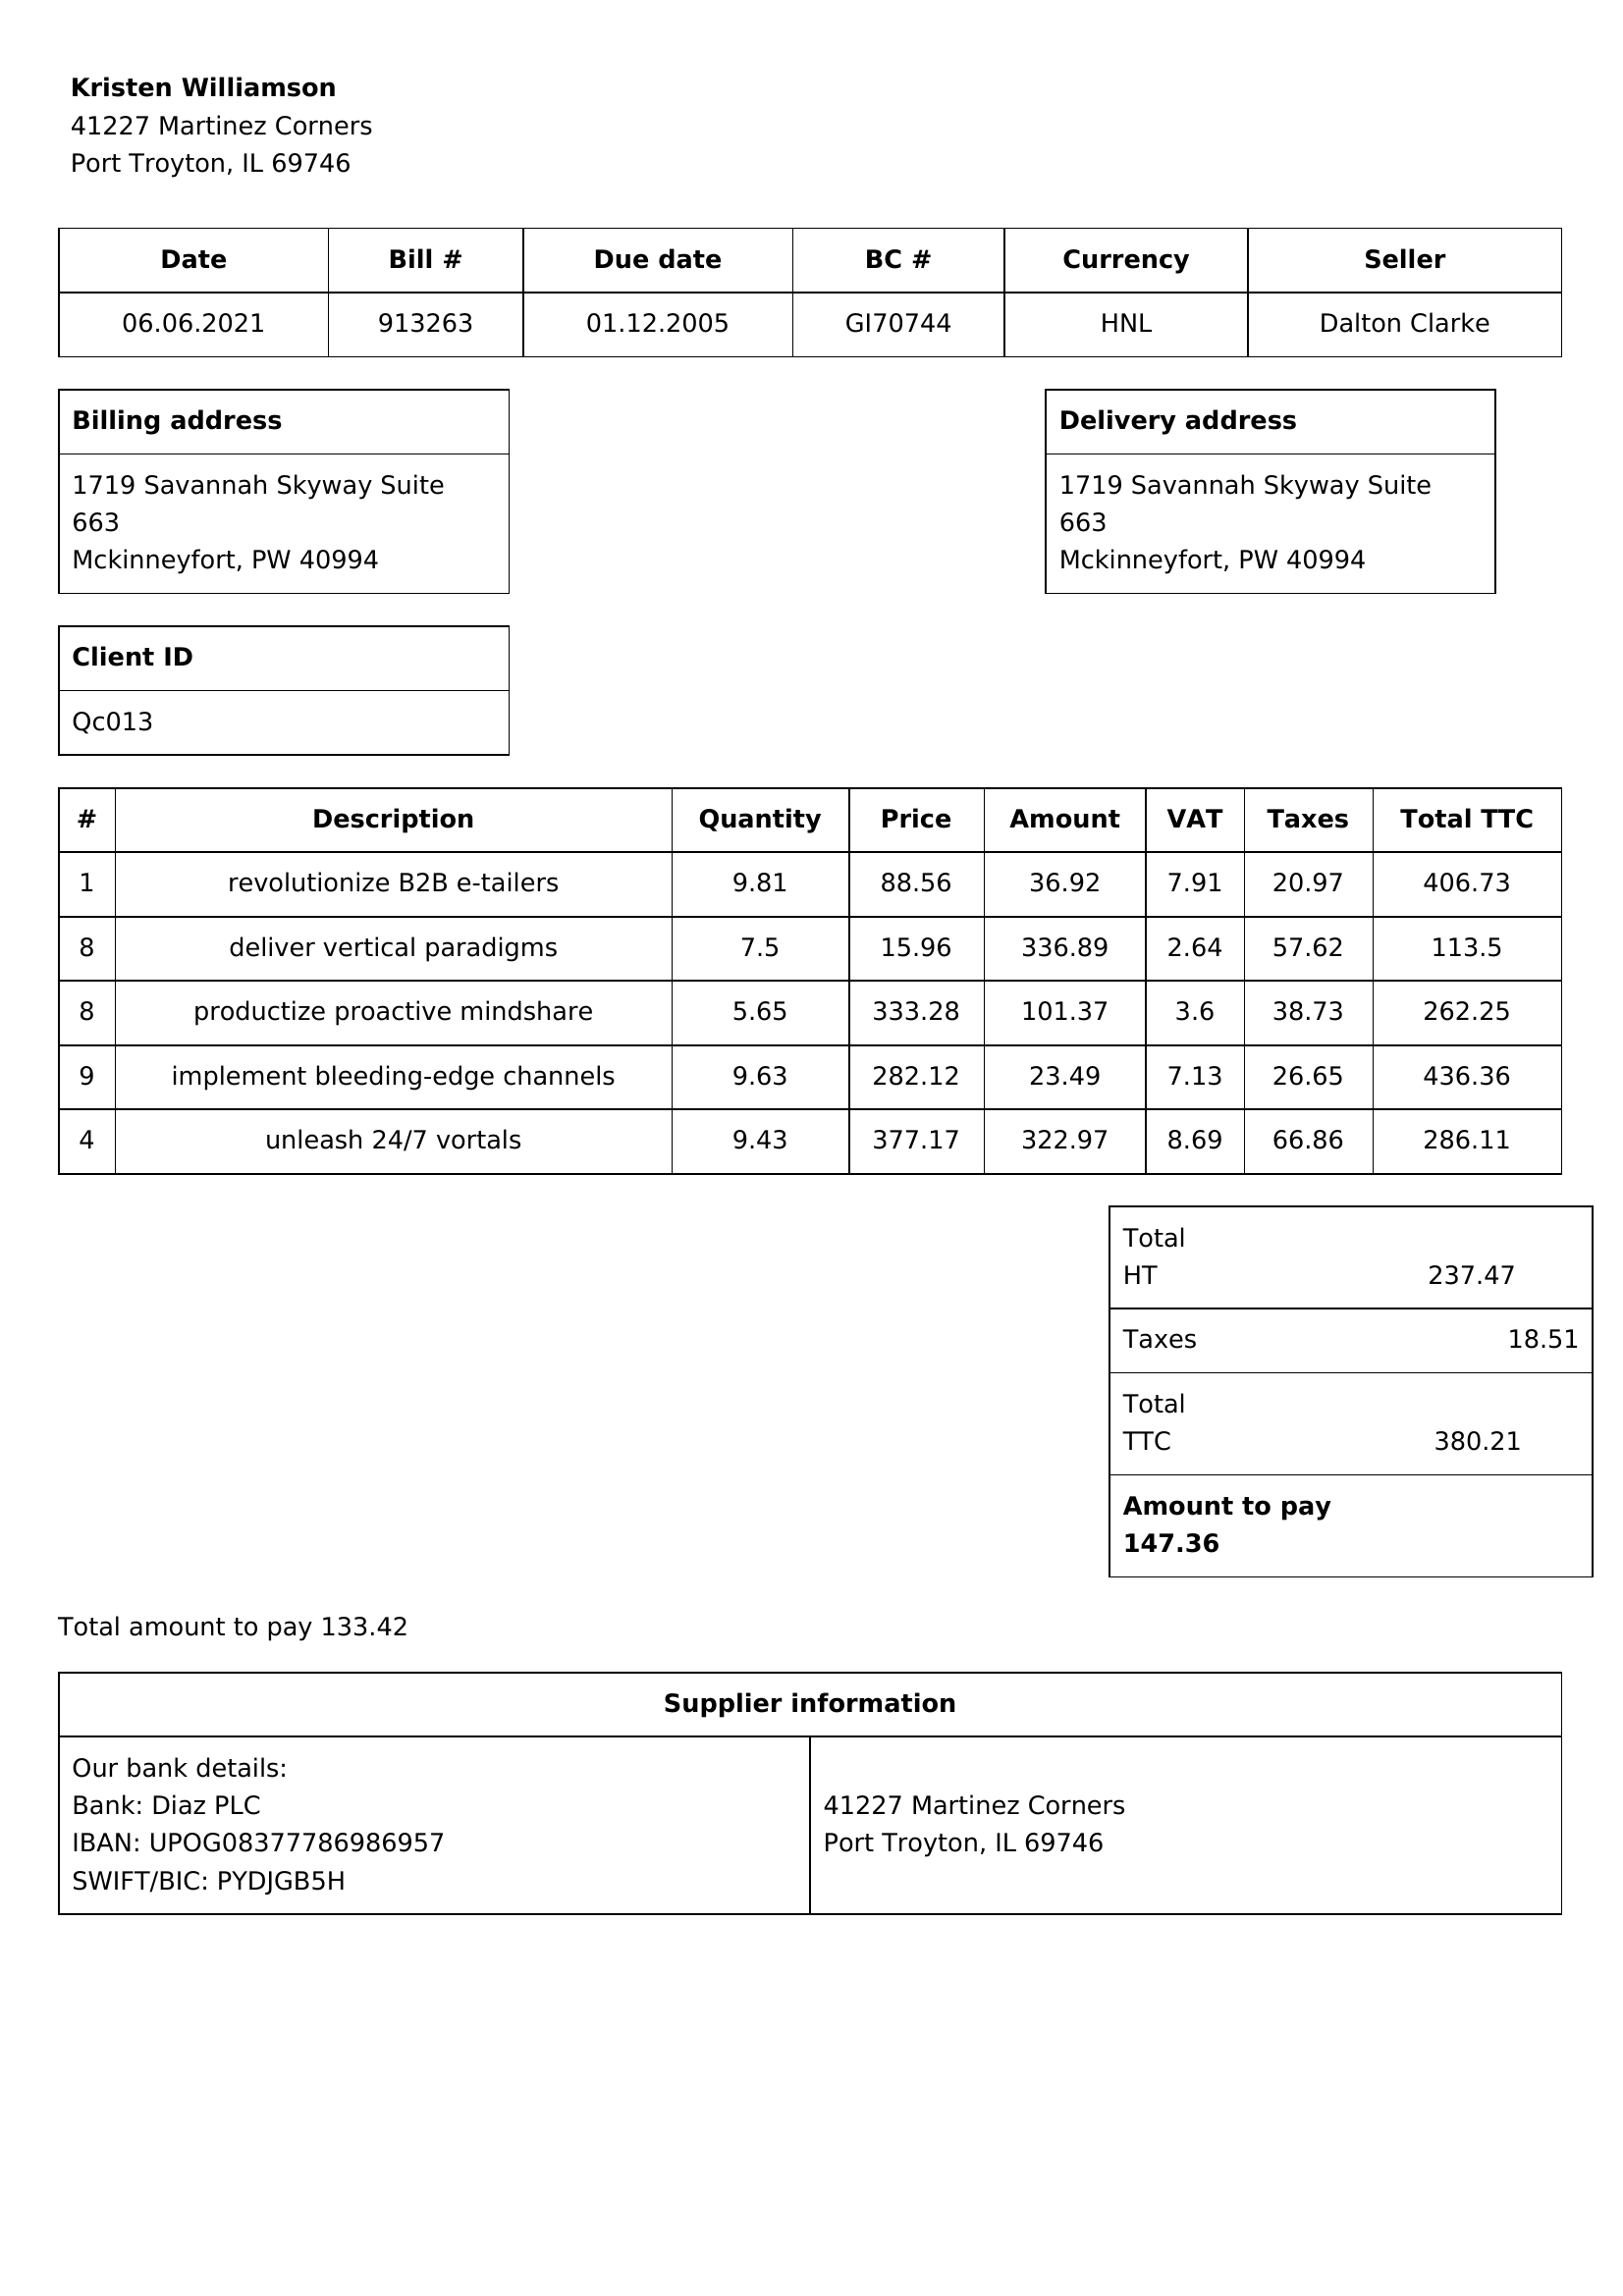 Kristen Williamson
41227 Martinez Corners
Port Troyton, IL 69746
Date Bill # Due date BC # Currency Seller
06.06.2021 913263 01.12.2005 GI70744 HNL Dalton Clarke
Billing address
1719 Savannah Skyway Suite
663
Mckinneyfort, PW 40994
Delivery address
1719 Savannah Skyway Suite
663
Mckinneyfort, PW 40994
Client ID
Qc013
# Description Quantity Price Amount VAT Taxes Total TTC
1 revolutionize B2B e-tailers 9.81 88.56 36.92 7.91 20.97 406.73
8 deliver vertical paradigms 7.5 15.96 336.89 2.64 57.62 113.5
8 productize proactive mindshare 5.65 333.28 101.37 3.6 38.73 262.25
9 implement bleeding-edge channels 9.63 282.12 23.49 7.13 26.65 436.36
4 unleash 24/7 vortals 9.43 377.17 322.97 8.69 66.86 286.11
Total
HT 237.47
Taxes 18.51
Total
TTC 380.21
Amount to pay
147.36
Total amount to pay 133.42
Supplier information
Our bank details:
Bank: Diaz PLC
IBAN: UPOG08377786986957
SWIFT/BIC: PYDJGB5H
41227 Martinez Corners
Port Troyton, IL 69746